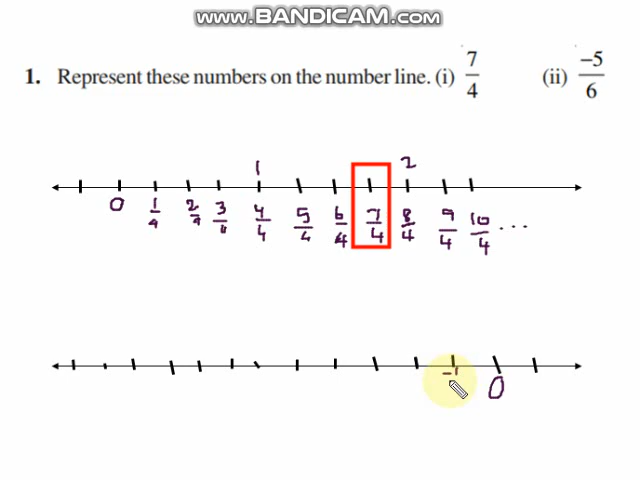 www.BANDICAM.com
1. Represent these numbers on the number line. (i) 7/4 (ii) −5/6
1 2
0 1/4 2/4 3/4 4/4 5/4 6/4 7/4 8/4 9/4 10/4 ...
-1 0